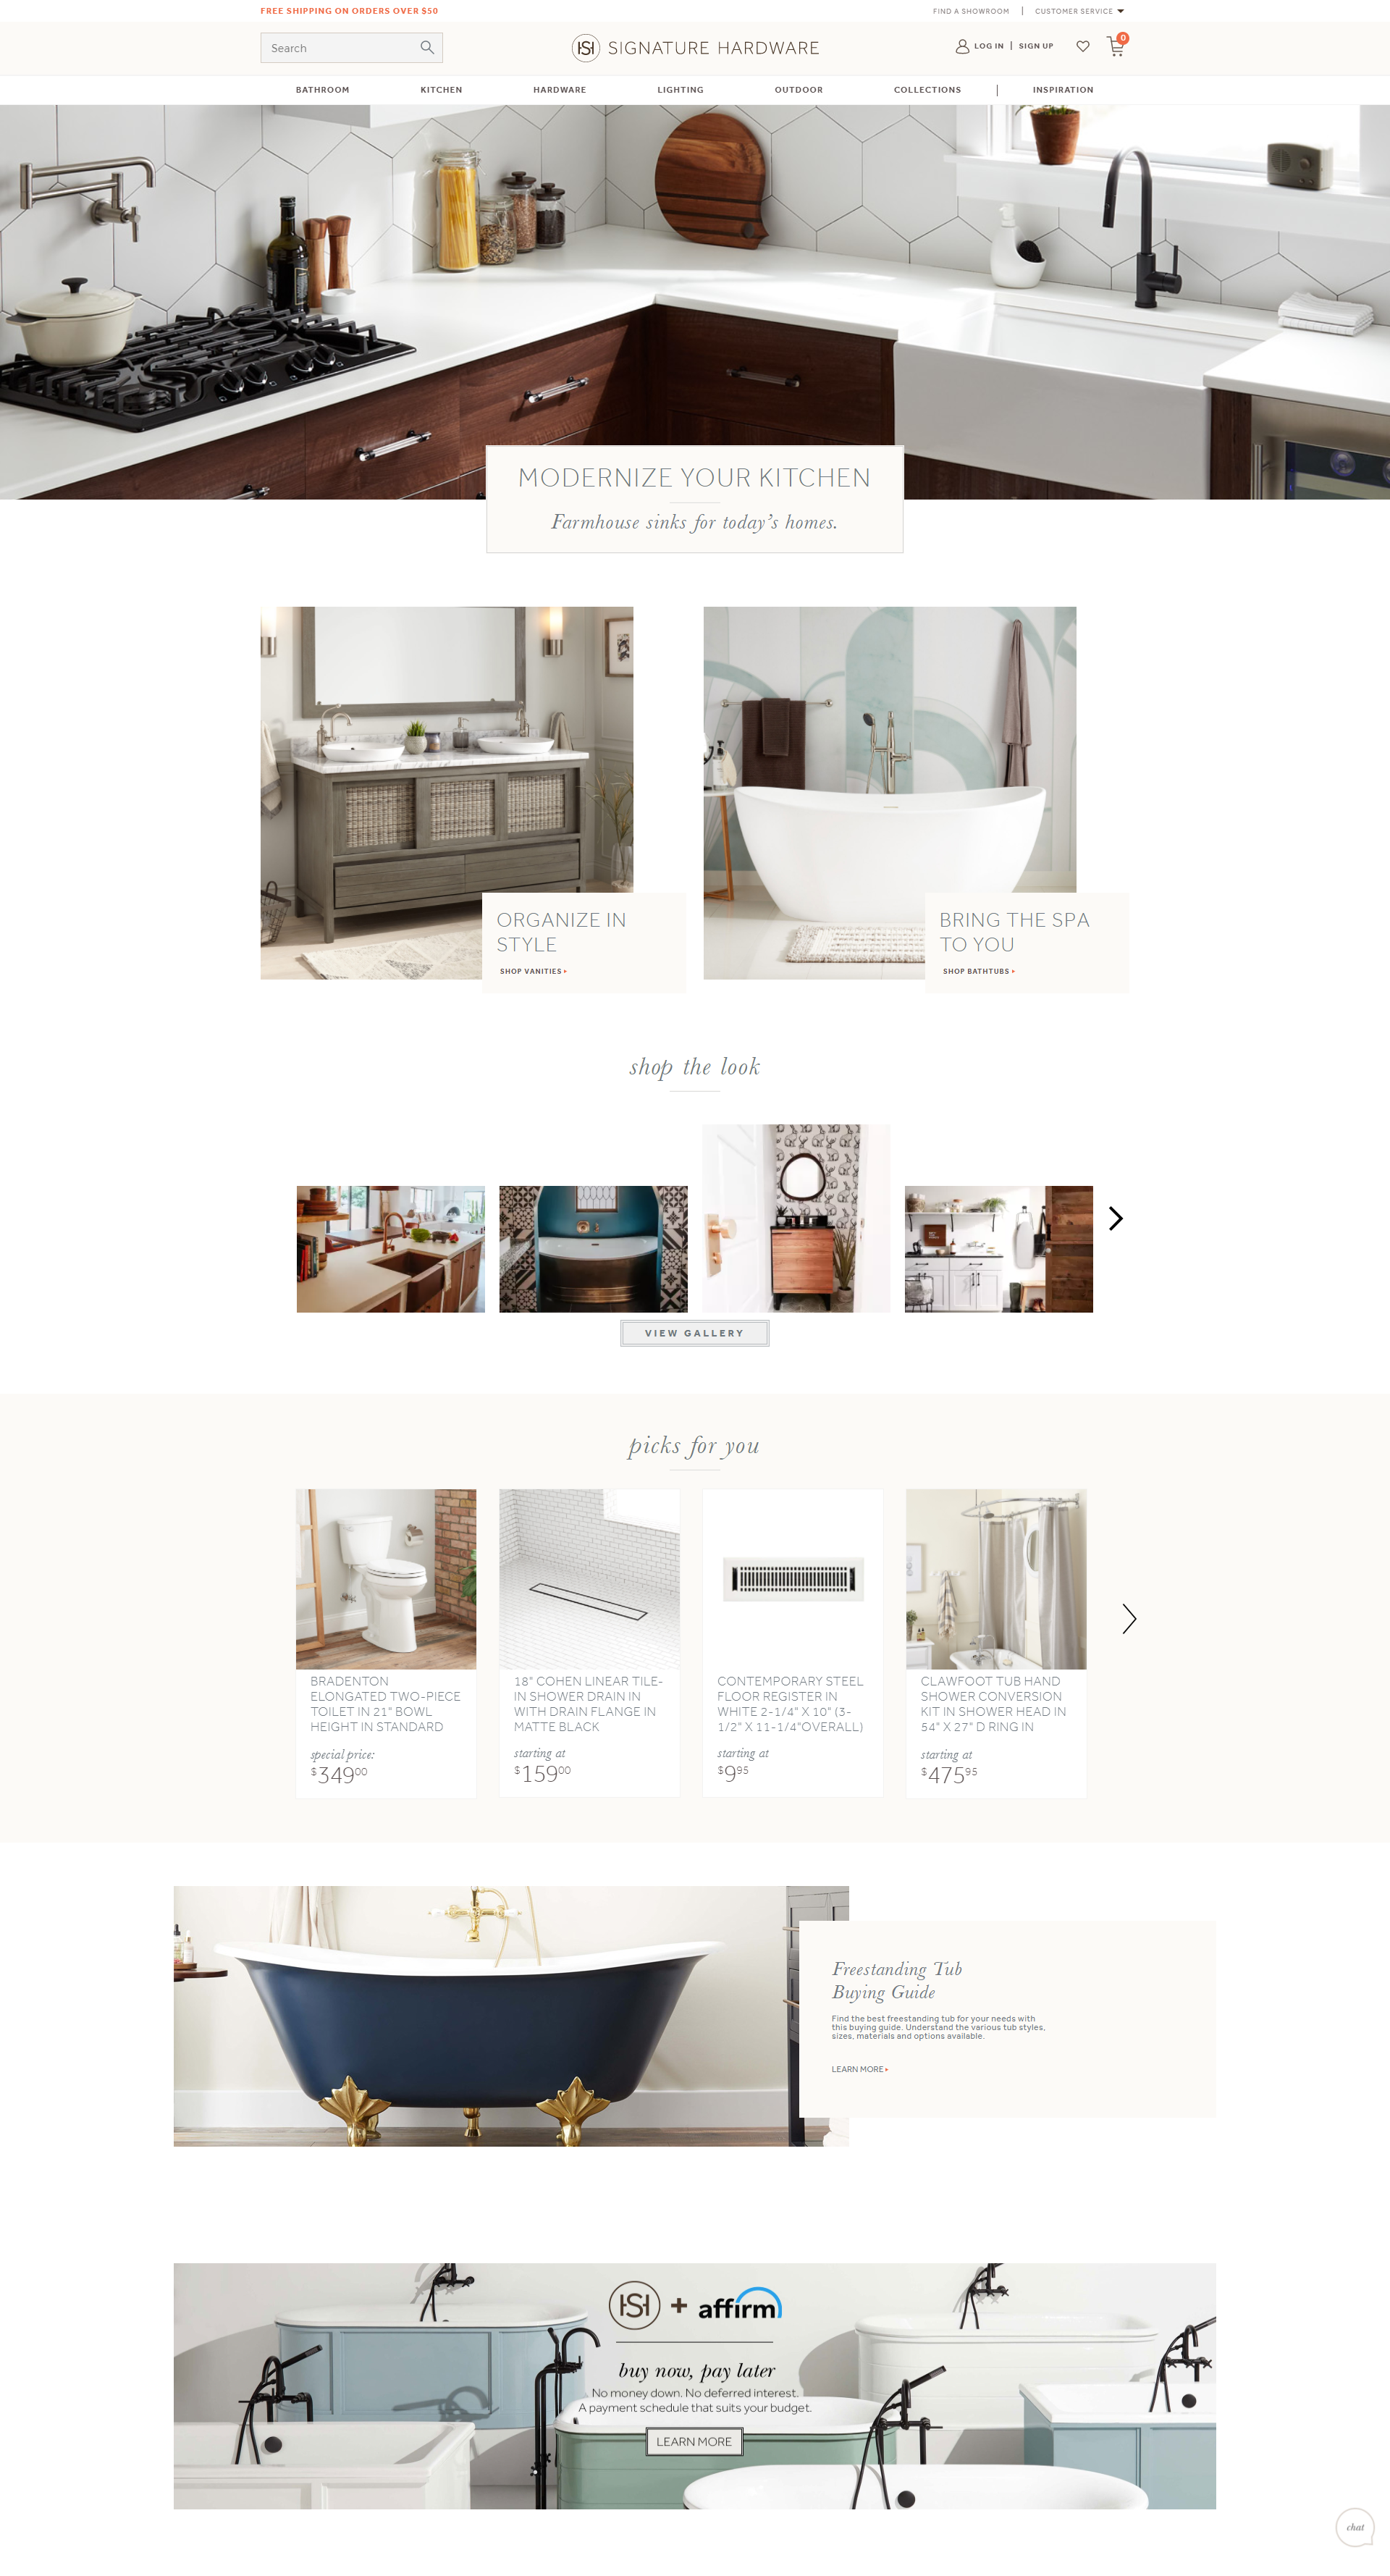 FREE SHIPPING ON ORDERS OVER $50
FIND A SHOWROOM | CUSTOMER SERVICE
Search
SIGNATURE HARDWARE
LOG IN | SIGN UP
0
BATHROOM KITCHEN HARDWARE LIGHTING OUTDOOR COLLECTIONS | INSPIRATION
MODERNIZE YOUR KITCHEN
Farmhouse sinks for today's homes.
ORGANIZE IN
STYLE
SHOP VANITIES
BRING THE SPA
TO YOU
SHOP BATHTUBS
shop the look
VIEW GALLERY
picks for you
BRADENTON
ELONGATED TWO-PIECE
TOILET IN 21" BOWL
HEIGHT IN STANDARD
special price:
$34900
18" COHEN LINEAR TILE-
IN SHOWER DRAIN IN
WITH DRAIN FLANGE IN
MATTE BLACK
starting at
$15900
CONTEMPORARY STEEL
FLOOR REGISTER IN
WHITE 2-1/4" X 10" (3-
1/2" X 11-1/4"OVERALL)
starting at
$995
CLAWFOOT TUB HAND
SHOWER CONVERSION
KIT IN SHOWER HEAD IN
54" X 27" D RING IN
starting at
$47595
Freestanding Tub
Buying Guide
Find the best freestanding tub for your needs with
this buying guide. Understand the various tub styles,
sizes, materials and options available.
LEARN MORE
SH + affirm
buy now, pay later
No money down. No deferred interest.
A payment schedule that suits your budget.
LEARN MORE
chat